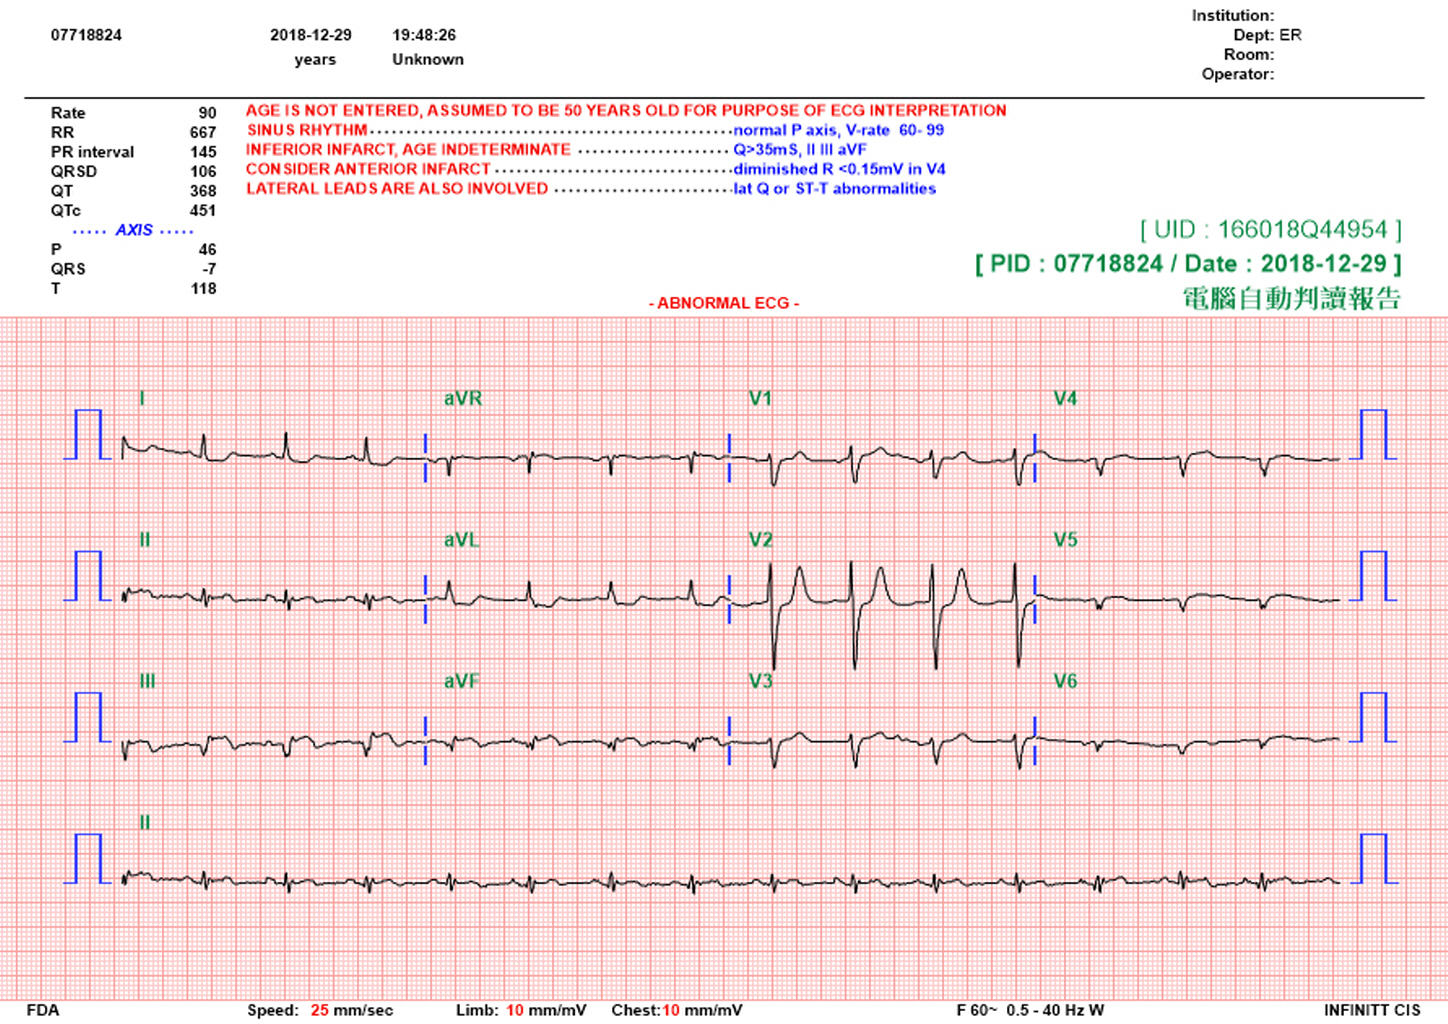 Institution:
07718824 2018-12-29 19:48:26 Dept: ER
years Unknown Room:
Operator:
Rate 90 AGE IS NOT ENTERED, ASSUMED TO BE 50 YEARS OLD FOR PURPOSE OF ECG INTERPRETATION
RR 667 SINUS RHYTHM normal P axis, V-rate 60- 99
PR interval 145 INFERIOR INFARCT, AGE INDETERMINATE Q>35mS, II III aVF
QRSD 106 CONSIDER ANTERIOR INFARCT diminished R <0.15mV in V4
QT 368 LATERAL LEADS ARE ALSO INVOLVED lat Q or ST-T abnormalities
QTc 451
AXIS
P 46
QRS -7
T 118
[ UID : 166018Q44954 ]
[ PID : 07718824 / Date : 2018-12-29 ]
電腦自動判讀報告
- ABNORMAL ECG -
I aVR V1 V4
II aVL V2 V5
III aVF V3 V6
II
FDA Speed: 25 mm/sec Limb: 10 mm/mV Chest:10 mm/mV F 60~ 0.5 - 40 Hz W INFINITT CIS